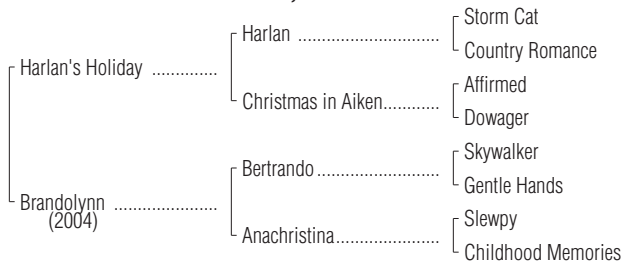 Harlan's Holiday ..............
Brandolynn ......................
(2004)
Harlan ..............................
Christmas in Aiken............
Bertrando .........................
Anachristina......................
Storm Cat
Country Romance
Affirmed
Dowager
Skywalker
Gentle Hands
Slewpy
Childhood Memories